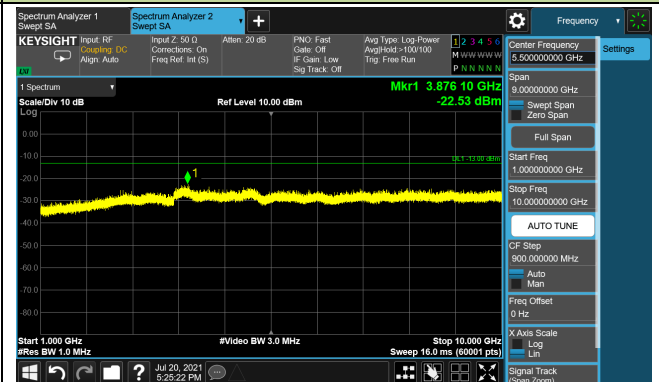 Spectrum Analyzer 1
Swept SA
Spectrum Analyzer 2
Swept SA
Frequency
KEYSIGHT
Input: RF
Coupling: DC
Align: Auto
Input Z: 50 Ω
Corrections: On
Freq Ref: Int (S)
Atten: 20 dB
PNO: Fast
Gate: Off
IF Gain: Low
Sig Track: Off
Avg Type: Log-Power
Avg|Hold:>100/100
Trig: Free Run
1 2 3 4 5 6
M W W W W W
P N N N N N
LXI
1 Spectrum
Scale/Div 10 dB
Log
Ref Level 10.00 dBm
Mkr1 3.876 10 GHz
-22.53 dBm
0.00
-10.0
-20.0
-30.0
-40.0
-50.0
-60.0
-70.0
-80.0
DL1 -13.00 dBm
1
Start 1.000 GHz
#Res BW 1.0 MHz
#Video BW 3.0 MHz
Stop 10.000 GHz
Sweep 16.0 ms (60001 pts)
Jul 20, 2021
5:25:22 PM
Settings
Center Frequency
5.50000000 GHz
Span
9.00000000 GHz
Swept Span
Zero Span
Full Span
Start Freq
1.000000000 GHz
Stop Freq
10.000000000 GHz
AUTO TUNE
CF Step
900.000000 MHz
Auto
Man
Freq Offset
0 Hz
X Axis Scale
Log
Lin
Signal Track
(Span Zoom)